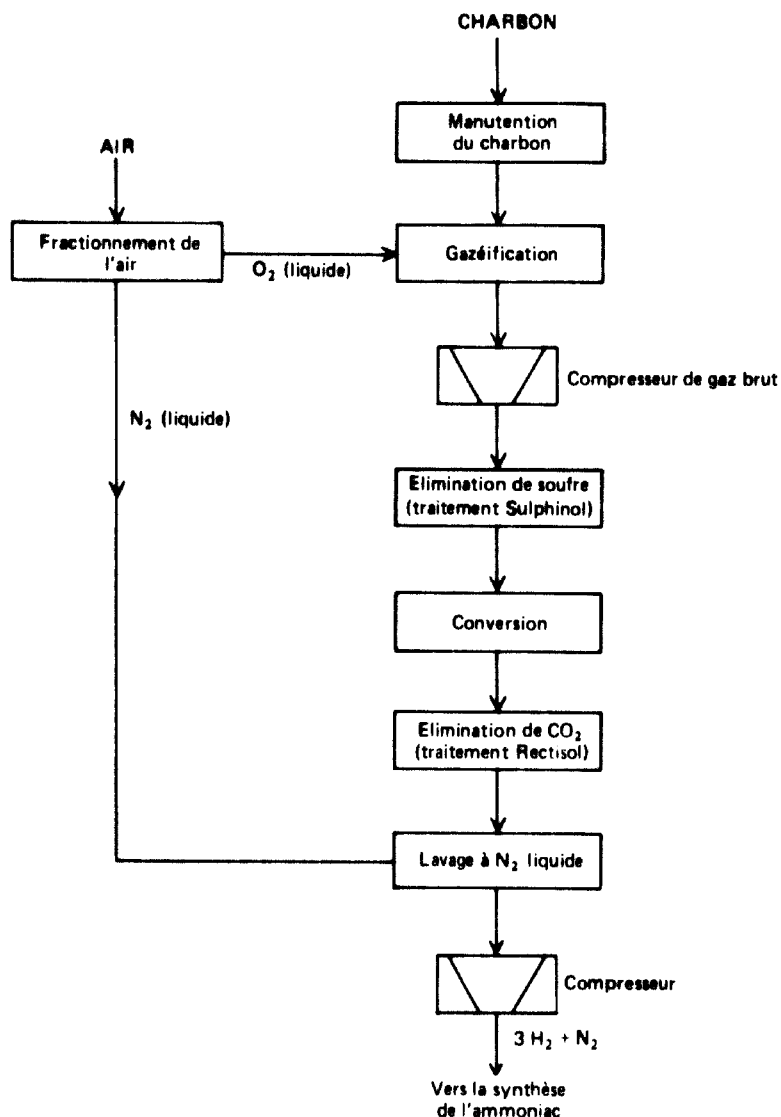 CHARBON
Manutention
du charbon
AIR
Fractionnement de
l'air
O₂ (liquide)
Gazéification
Compresseur de gaz brut
N₂ (liquide)
Elimination de soufre
(traitement Sulphinol)
Conversion
Elimination de CO₂
(traitement Rectisol)
Lavage à N₂ liquide
Compresseur
3 H₂ + N₂
Vers la synthèse
de l'ammoniac